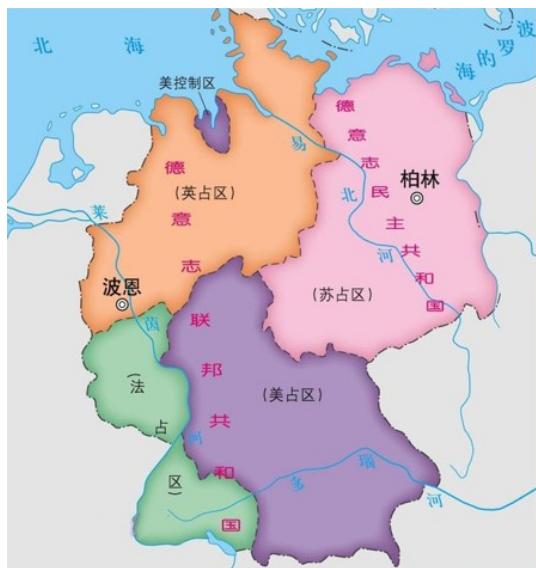 北海
波罗的海
美控制区
易北河
德意志民主共和国
柏林
(英占区)
莱茵河
德意志联邦共和国
波恩
(苏占区)
(法占区)
(美占区)
多瑙河